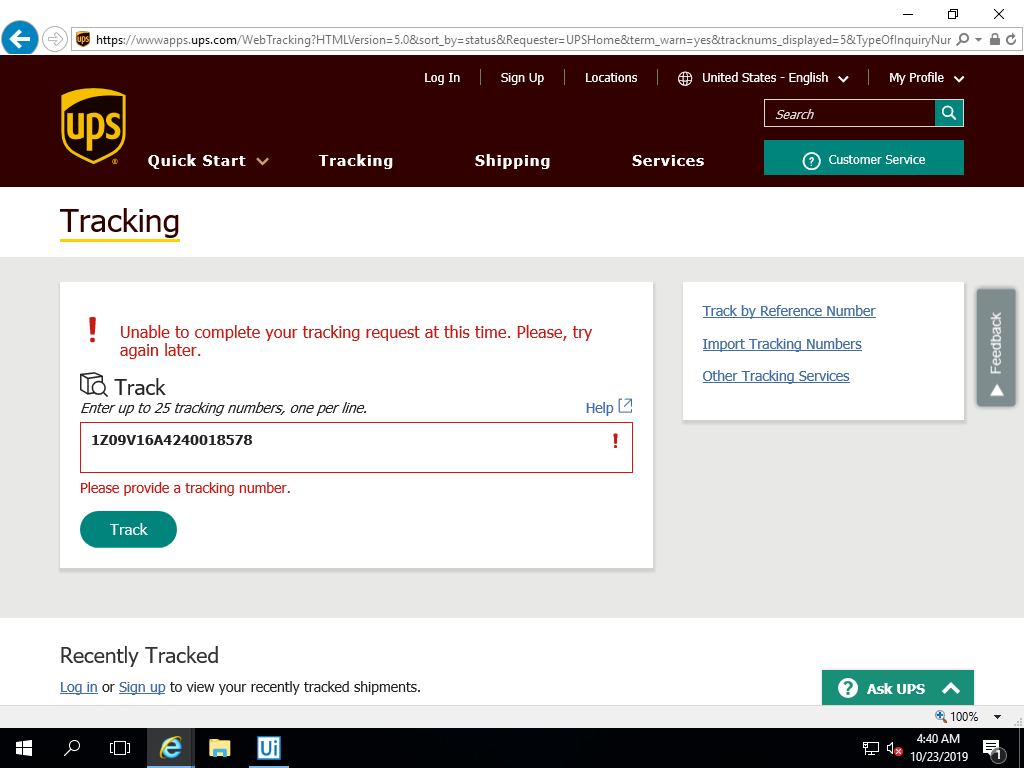 https://wwwapps.ups.com/WebTracking?HTMLVersion=5.0&sort_by=status&Requester=UPSHome&term_warn=yes&tracknums_displayed=5&TypeOfInquiryNur
Log In Sign Up Locations United States - English My Profile
ups
Search
Quick Start Tracking Shipping Services
? Customer Service
Tracking
! Unable to complete your tracking request at this time. Please, try
again later.
Track
Enter up to 25 tracking numbers, one per line.
Help
1Z09V16A4240018578 !
Please provide a tracking number.
Track
Track by Reference Number
Import Tracking Numbers
Other Tracking Services
Feedback
Recently Tracked
Log in or Sign up to view your recently tracked shipments.
? Ask UPS
100%
Ui
4:40 AM
10/23/2019
1